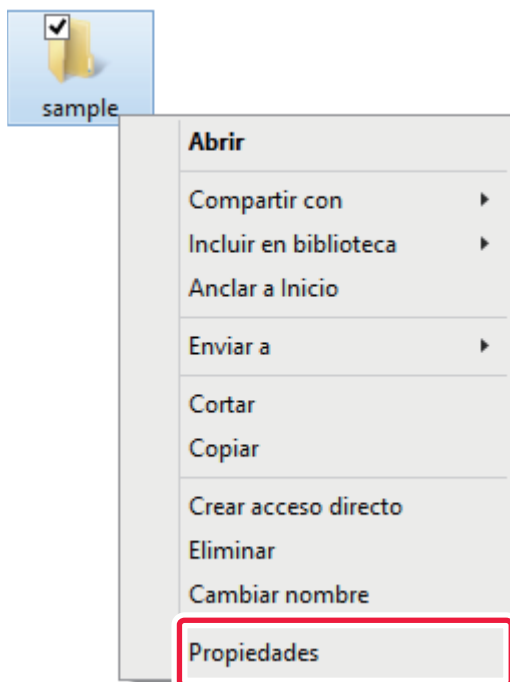 sample
Abrir
Compartir con
Incluir en biblioteca
Anclar a Inicio
Enviar a
Cortar
Copiar
Crear acceso directo
Eliminar
Cambiar nombre
Propiedades